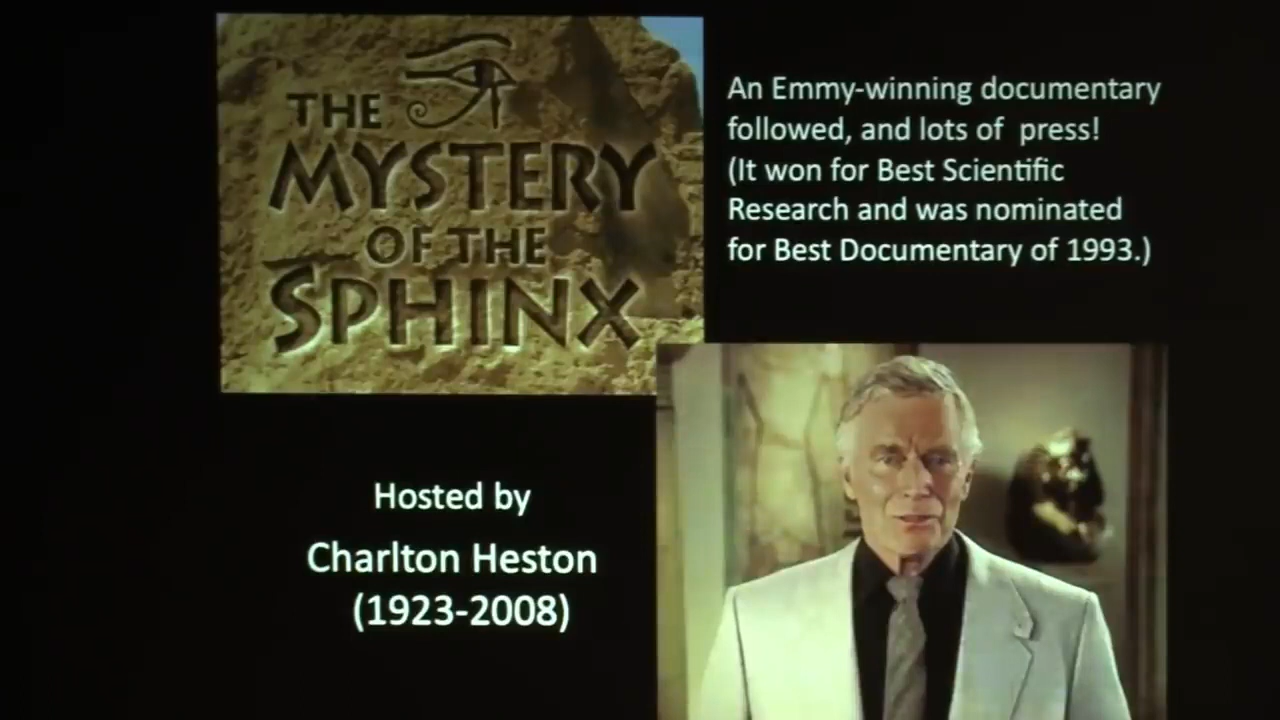 THE
MYSTERY
OF THE
SPHINX
An Emmy-winning documentary
followed, and lots of press!
(It won for Best Scientific
Research and was nominated
for Best Documentary of 1993.)
Hosted by
Charlton Heston
(1923-2008)